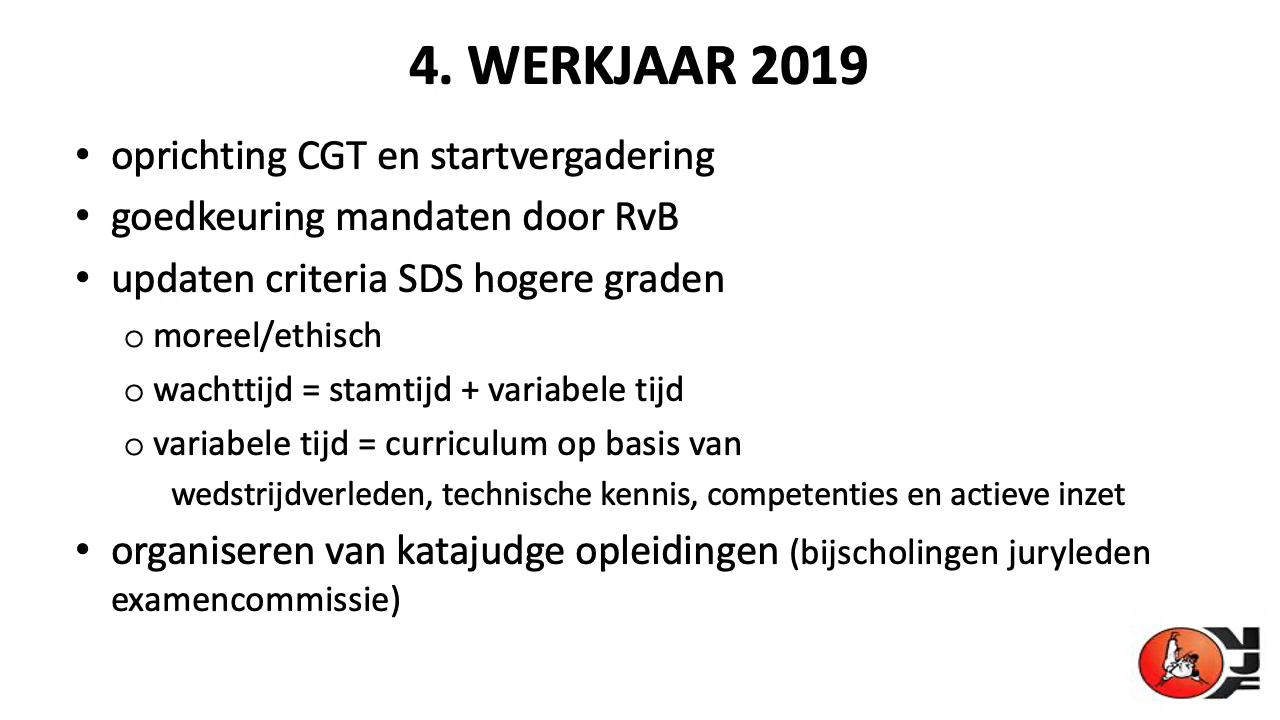 4. WERKJAAR 2019
• oprichting CGT en startvergadering
• goedkeuring mandaten door RvB
• updaten criteria SDS hogere graden
o moreel/ethisch
o wachttijd = stamtijd + variabele tijd
o variabele tijd = curriculum op basis van
wedstrijdverleden, technische kennis, competenties en actieve inzet
• organiseren van katajudge opleidingen (bijscholingen juryleden
examencommissie)
VJF